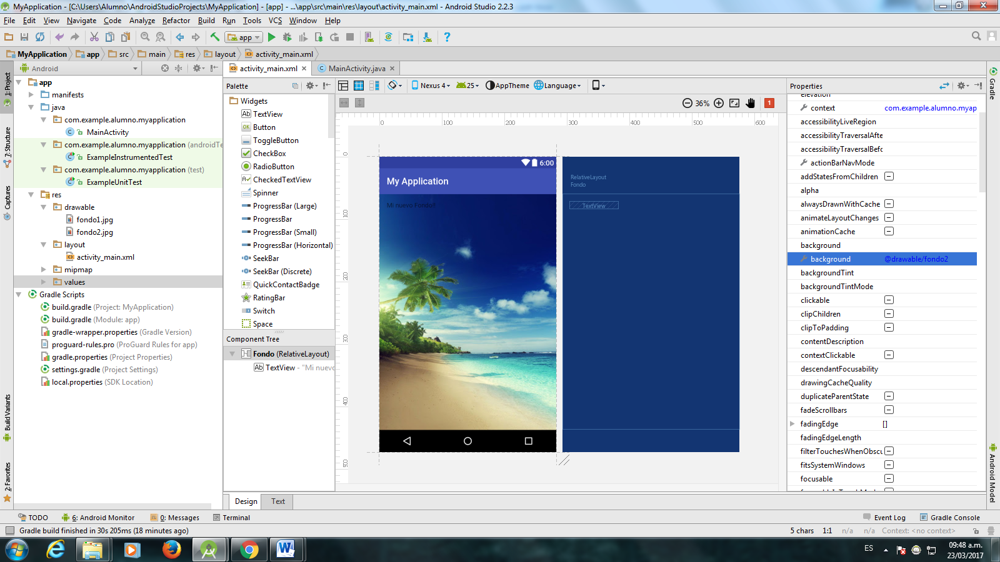 MyApplication - [C:\Users\Alumno\AndroidStudioProjects\MyApplication] - [app] - ...\app\src\main\res\layout\activity_main.xml - Android Studio 2.2.3
File Edit View Navigate Code Analyze Refactor Build Run Tools VCS Window Help
app
MyApplication app src main res layout activity_main.xml
Android
activity_main.xml MainActivity.java
1: Project
7: Structure
Captures
Build Variants
2: Favorites
app
manifests
java
com.example.alumno.myapplication
MainActivity
com.example.alumno.myapplication (androidTe
ExampleInstrumentedTest
com.example.alumno.myapplication (test)
ExampleUnitTest
res
drawable
fondo1.jpg
fondo2.jpg
layout
activity_main.xml
mipmap
values
Gradle Scripts
build.gradle (Project: MyApplication)
build.gradle (Module: app)
gradle-wrapper.properties (Gradle Version)
proguard-rules.pro (ProGuard Rules for app)
gradle.properties (Project Properties)
settings.gradle (Project Settings)
local.properties (SDK Location)
Palette
Widgets
TextView
Button
ToggleButton
CheckBox
RadioButton
CheckedTextView
Spinner
ProgressBar (Large)
ProgressBar
ProgressBar (Small)
ProgressBar (Horizontal)
SeekBar
SeekBar (Discrete)
QuickContactBadge
RatingBar
Switch
Space
Component Tree
Fondo (RelativeLayout)
TextView - "Mi nuevo
Nexus 4 25 AppTheme Language
36% 1
0 100 200 300 400 500 600
0
100
200
300
400
500
6:00
My Application
Mi nuevo Fondo!!
RelativeLayout
Fondo
TextView
Design Text
Properties
elevation
context com.example.alumno.myap
accessibilityLiveRegion
accessibilityTraversalAfte
accessibilityTraversalBefc
actionBarNavMode
addStatesFromChildren
alpha
alwaysDrawnWithCache
animateLayoutChanges
animationCache
background
background @drawable/fondo2
backgroundTint
backgroundTintMode
clickable
clipChildren
clipToPadding
contentDescription
contextClickable
descendantFocusability
drawingCacheQuality
duplicateParentState
fadeScrollbars
fadingEdge []
fadingEdgeLength
filterTouchesWhenObscu
fitsSystemWindows
focusable
Gradle
Android Model
TODO 6: Android Monitor 0: Messages Terminal Event Log Gradle Console
Gradle build finished in 30s 205ms (18 minutes ago) 5 chars 1:1 n/a n/a Context: <no context>
ES
09:48 a.m.
23/03/2017